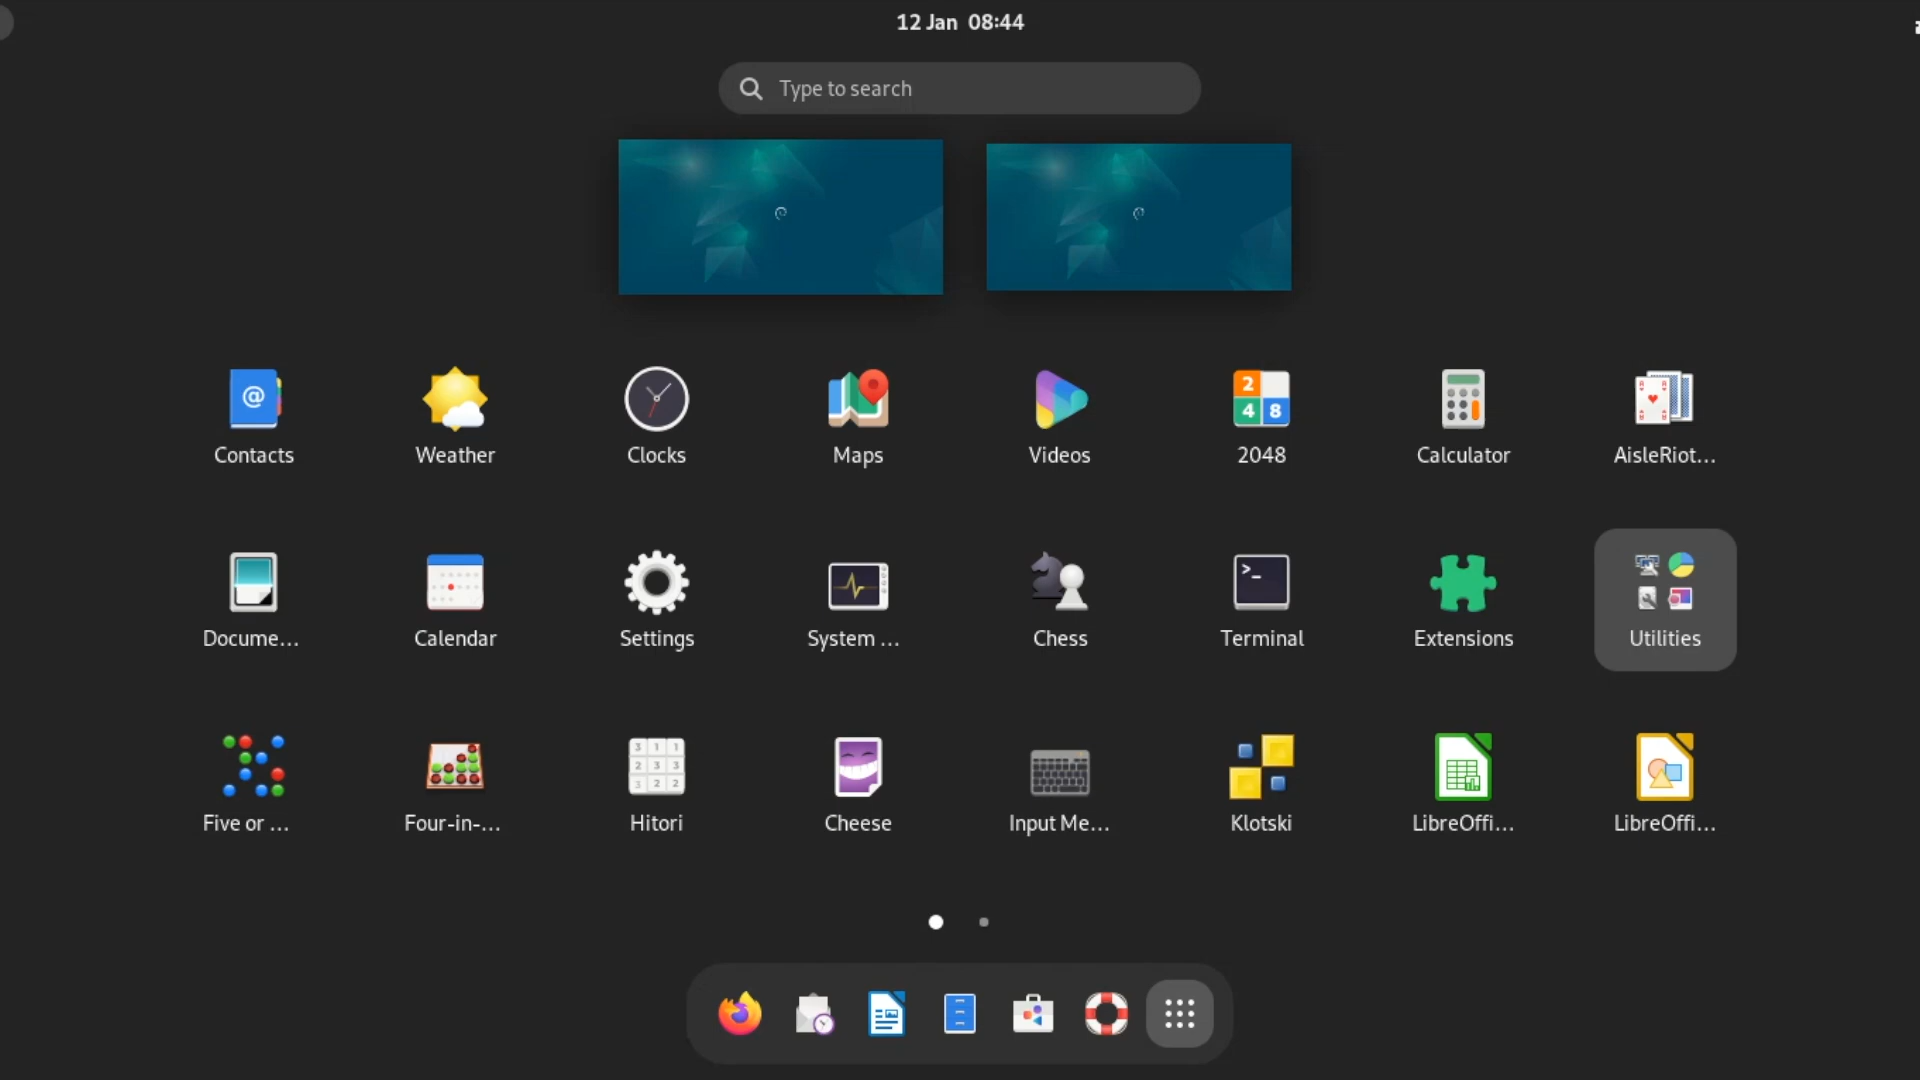 12 Jan 08:44
Type to search
Contacts
Weather
Clocks
Maps
Videos
2048
Calculator
AisleRiot...
Docume...
Calendar
Settings
System ...
Chess
Terminal
Extensions
Utilities
Five or ...
Four-in-...
Hitori
Cheese
Input Me...
Klotski
LibreOffi...
LibreOffi...